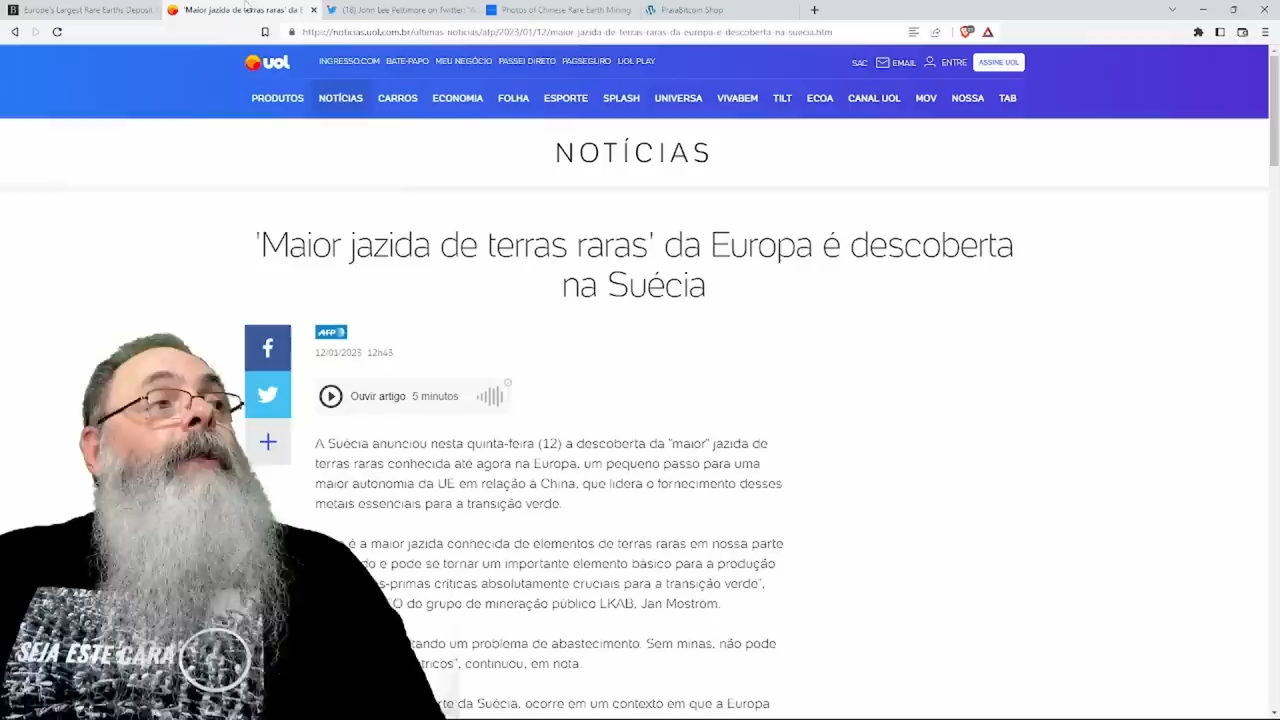 Europe's Largest Rare Earths Deposit
'Maior jazida de terras raras' da E
(18) John Lee Pettimore on Twitter: "A
Photos of Chinese Rare Earth Mining
PraiaBitcoin Shop
https://noticias.uol.com.br/ultimas-noticias/afp/2023/01/12/maior-jazida-de-terras-raras-da-europa-e-descoberta-na-suecia.htm
uol
INGRESSO.COM BATE-PAPO MEU NEGÓCIO PASSEI DIRETO PAGSEGURO UOL PLAY
SAC EMAIL ENTRE ASSINE UOL
PRODUTOS NOTÍCIAS CARROS ECONOMIA FOLHA ESPORTE SPLASH UNIVERSA VIVABEM TILT ECOA CANAL UOL MOV NOSSA TAB
NOTÍCIAS
'Maior jazida de terras raras' da Europa é descoberta
na Suécia
AFP
12/01/2023 12h43
Ouvir artigo 5 minutos
A Suécia anunciou nesta quinta-feira (12) a descoberta da "maior" jazida de
terras raras conhecida até agora na Europa, um pequeno passo para uma
maior autonomia da UE em relação à China, que lidera o fornecimento desses
metais essenciais para a transição verde.
é a maior jazida conhecida de elementos de terras raras em nossa parte
e pode se tornar um importante elemento básico para a produção
s-primas críticas absolutamente cruciais para a transição verde",
O do grupo de mineração público LKAB, Jan Mostrom.
tando um problema de abastecimento. Sem minas, não pode
tricos", continuou, em nota.
rte da Suécia, ocorre em um contexto em que a Europa
SEJA ESTE CARA